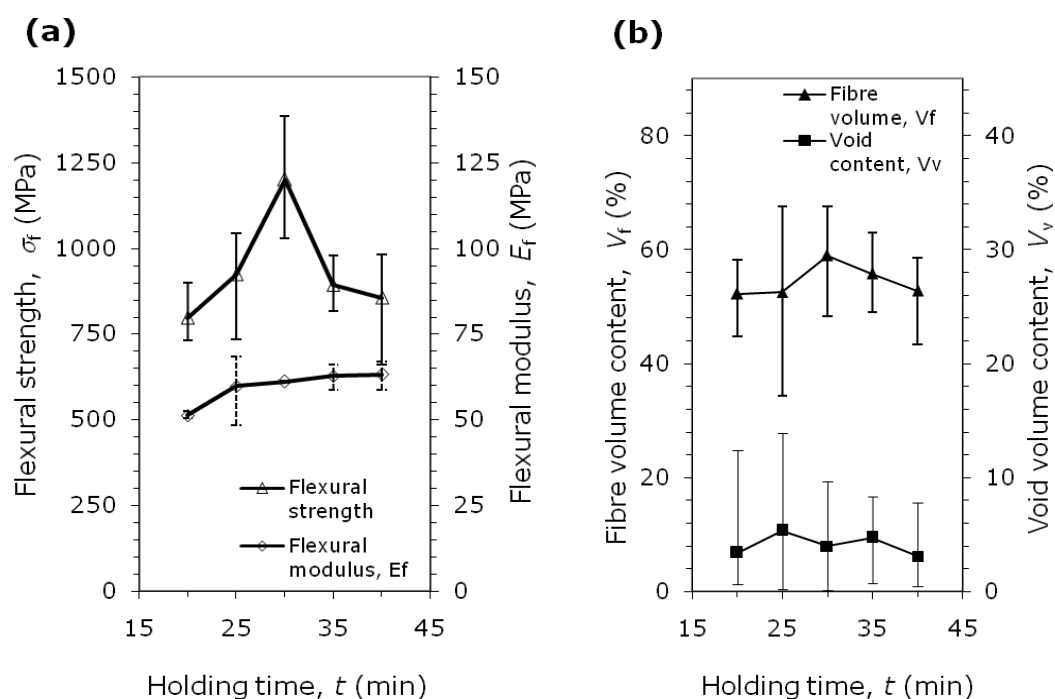 (a)
1500
1250
1000
750
500
250
0
Flexural strength, σf (MPa)
150
125
100
75
50
25
0
Flexural modulus, Ef (MPa)
Flexural
strength
Flexural
modulus, Ef
15 25 35 45
Holding time, t (min)
(b)
80
60
40
20
0
Fibre volume content, Vf (%)
40
30
20
10
0
Void volume content, Vv (%)
Fibre
volume, Vf
Void
content, Vv
15 25 35 45
Holding time, t (min)